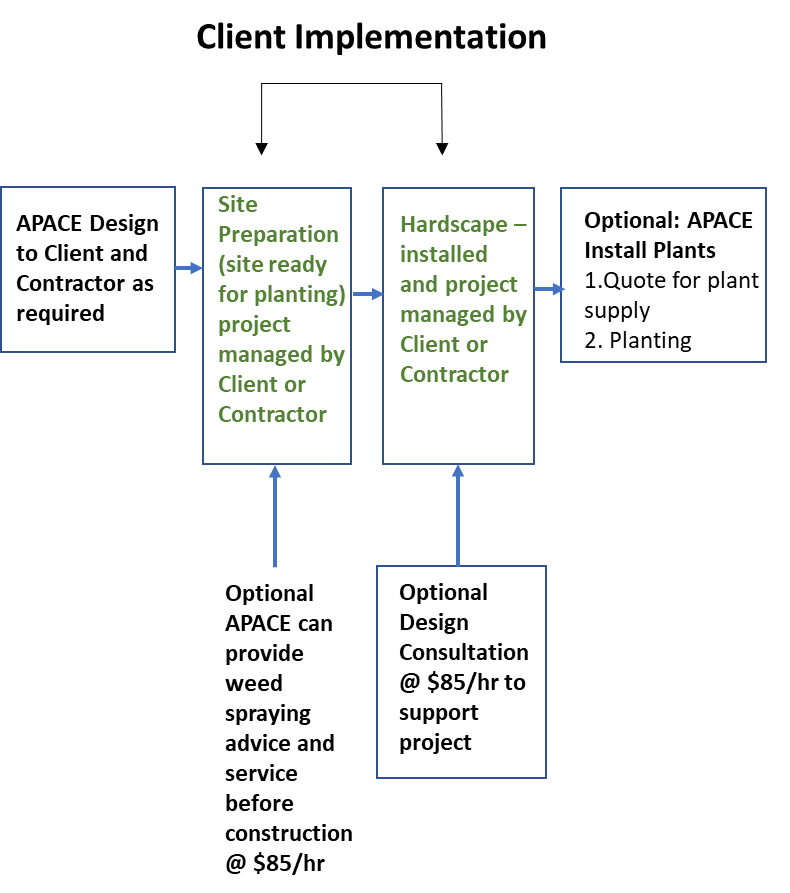 Client Implementation
APACE Design
to Client and
Contractor as
required
Site
Preparation
(site ready
for planting)
project
managed by
Client or
Contractor
Hardscape –
installed
and project
managed by
Client or
Contractor
Optional: APACE
Install Plants
1.Quote for plant
supply
2. Planting
Optional
APACE can
provide
weed
spraying
advice and
service
before
construction
@ $85/hr
Optional
Design
Consultation
@ $85/hr to
support
project